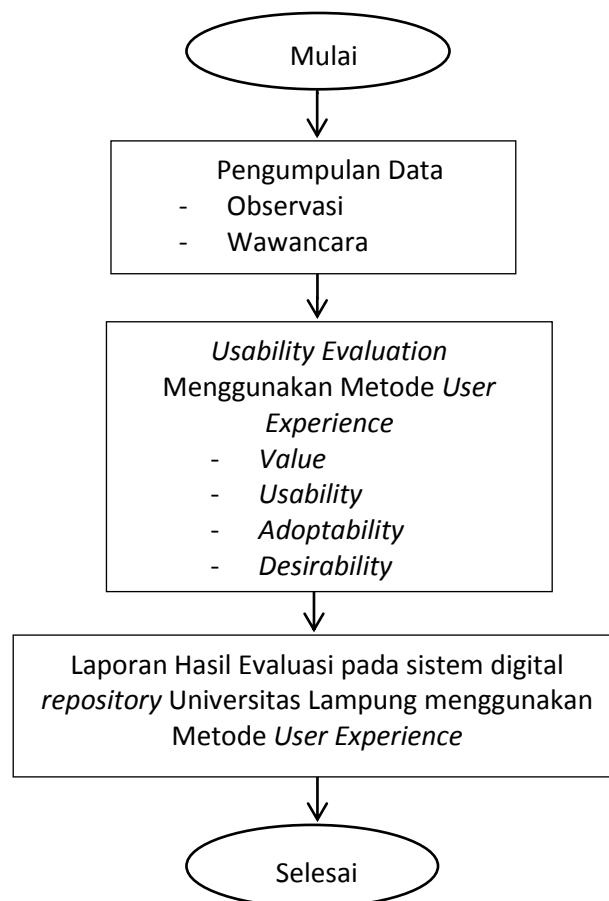 Mulai
Pengumpulan Data
- Observasi
- Wawancara
Usability Evaluation
Menggunakan Metode User
Experience
- Value
- Usability
- Adoptability
- Desirability
Laporan Hasil Evaluasi pada sistem digital
repository Universitas Lampung menggunakan
Metode User Experience
Selesai